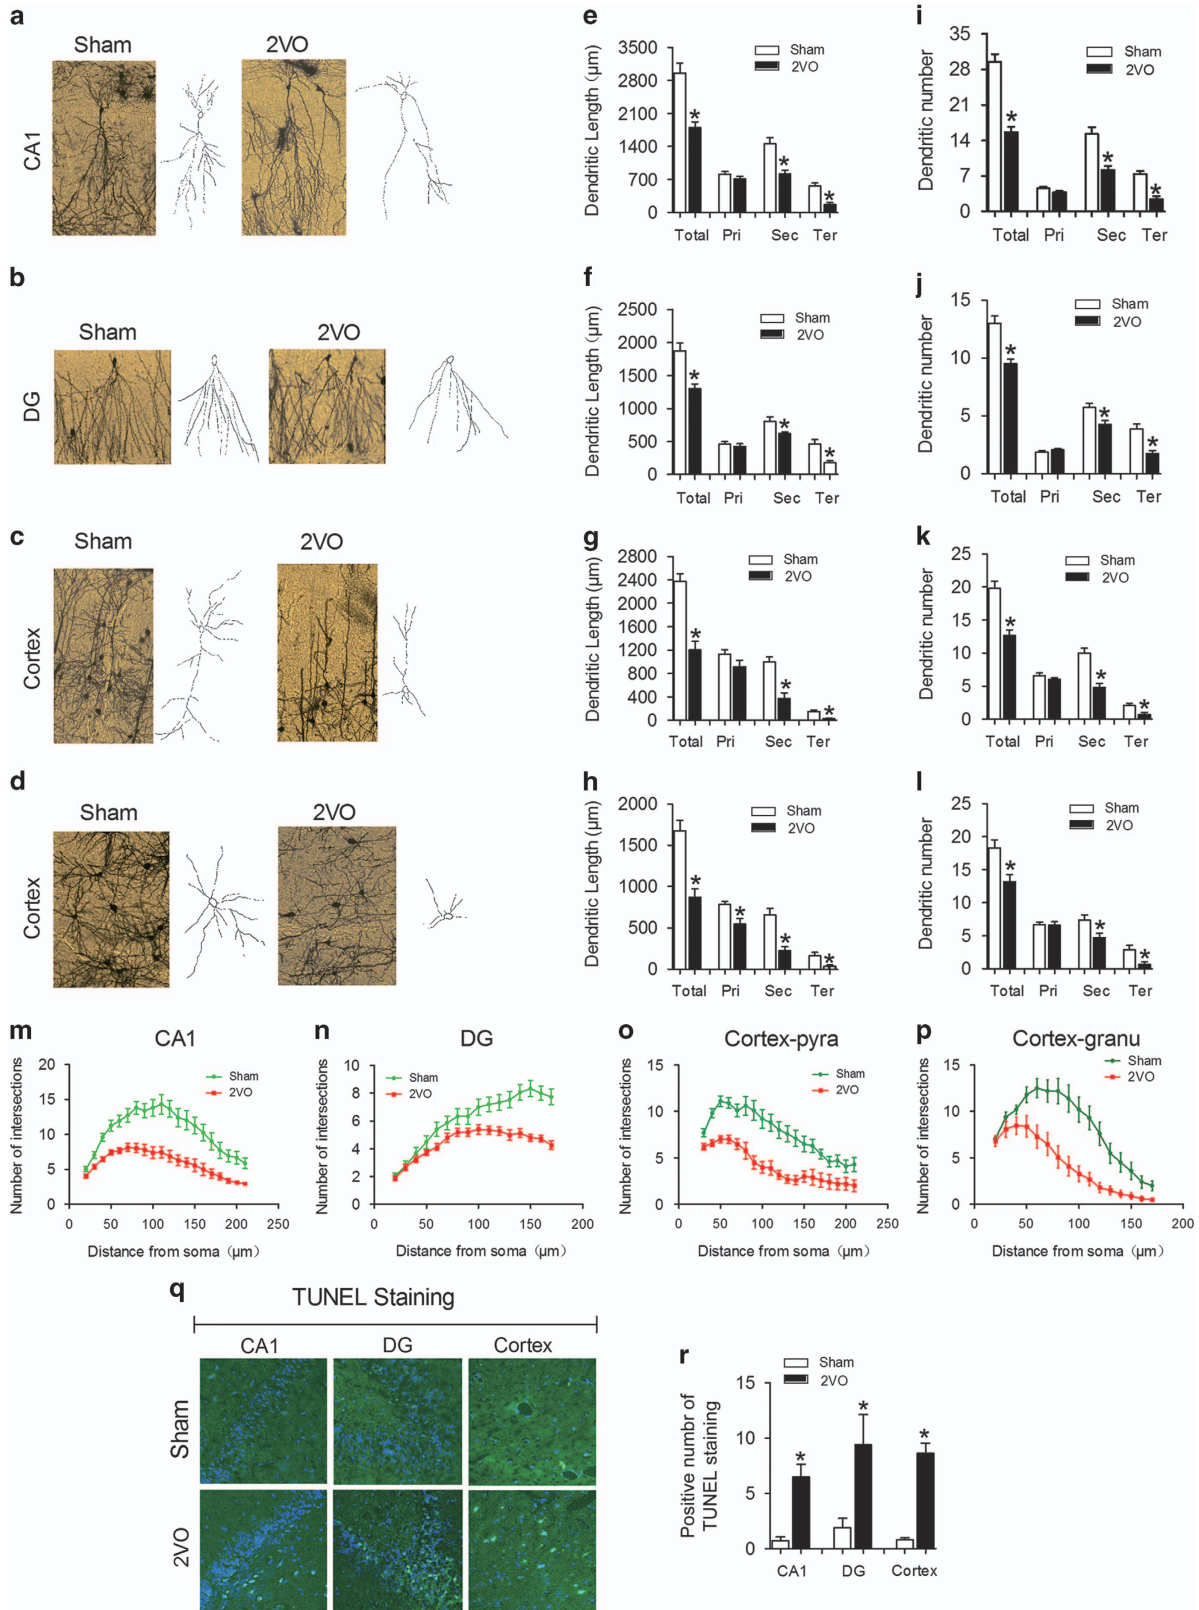 a
Sham 2VO
CA1
e
3500
2800
2100
1400
700
0
Dendritic Length (μm)
Sham
2VO
*
*
*
Total Pri Sec Ter
i
35
28
21
14
7
0
Dendritic number
Sham
2VO
*
*
*
Total Pri Sec Ter
b
Sham 2VO
DG
f
2500
2000
1500
1000
500
0
Dendritic Length (μm)
Sham
2VO
*
*
*
Total Pri Sec Ter
j
15
10
5
0
Dendritic number
Sham
2VO
*
*
*
Total Pri Sec Ter
c
Sham 2VO
Cortex
g
2800
2400
2000
1600
1200
800
400
0
Dendritic Length (μm)
Sham
2VO
*
*
*
Total Pri Sec Ter
k
25
20
15
10
5
0
Dendritic number
Sham
2VO
*
*
*
Total Pri Sec Ter
d
Sham 2VO
Cortex
h
2000
1500
1000
500
0
Dendritic Length (μm)
Sham
2VO
*
*
*
*
Total Pri Sec Ter
l
25
20
15
10
5
0
Dendritic number
Sham
2VO
*
*
*
Total Pri Sec Ter
m
CA1
Number of intersections
20
15
10
5
0
Sham
2VO
0 50 100 150 200 250
Distance from soma (μm)
n
DG
Number of intersections
10
8
6
4
2
0
Sham
2VO
0 50 100 150 200
Distance from soma (μm)
o
Cortex-pyra
Number of intersections
15
10
5
0
Sham
2VO
0 50 100 150 200 250
Distance from soma (μm)
p
Cortex-granu
Number of intersections
15
10
5
0
Sham
2VO
0 50 100 150 200
Distance from soma (μm)
q
TUNEL Staining
CA1 DG Cortex
Sham
2VO
r
Sham
2VO
15
10
5
0
Positive numbr of
TUNEL staining
*
*
*
CA1 DG Cortex